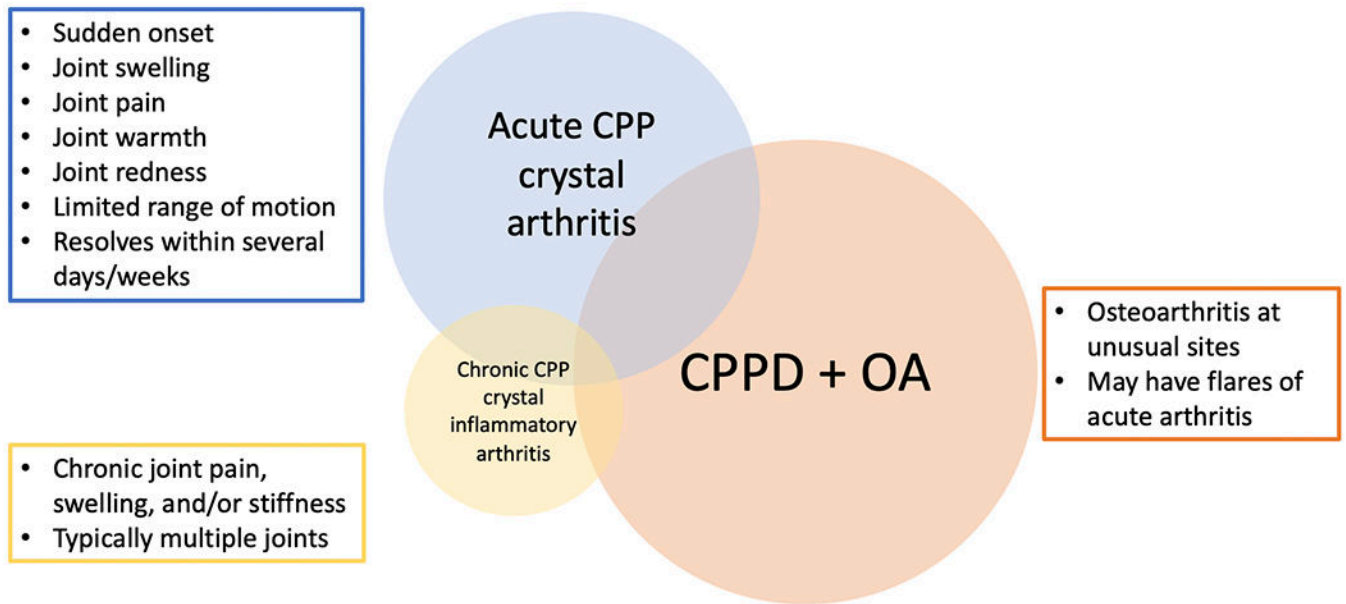 • Sudden onset
• Joint swelling
• Joint pain
• Joint warmth
• Joint redness
• Limited range of motion
• Resolves within several
days/weeks
Acute CPP
crystal
arthritis
CPPD + OA
• Osteoarthritis at
unusual sites
• May have flares of
acute arthritis
Chronic CPP
crystal
inflammatory
arthritis
• Chronic joint pain,
swelling, and/or stiffness
• Typically multiple joints